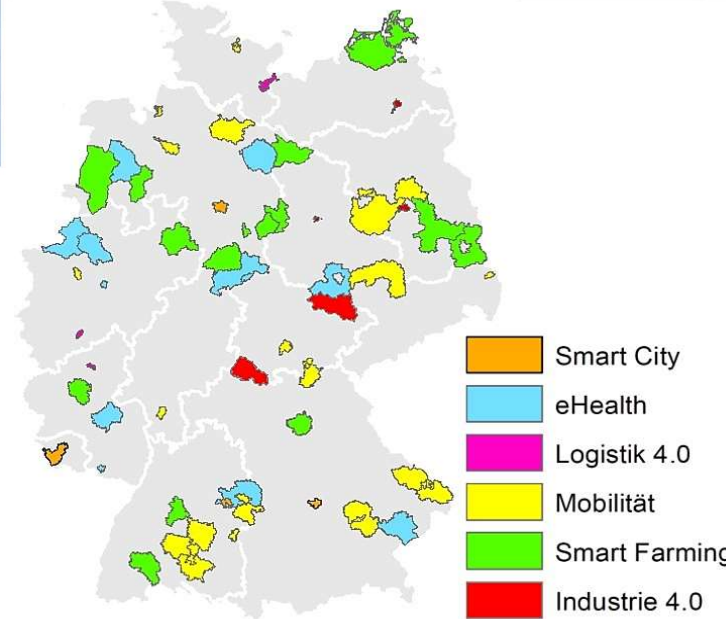 Smart City
eHealth
Logistik 4.0
Mobilität
Smart Farming
Industrie 4.0